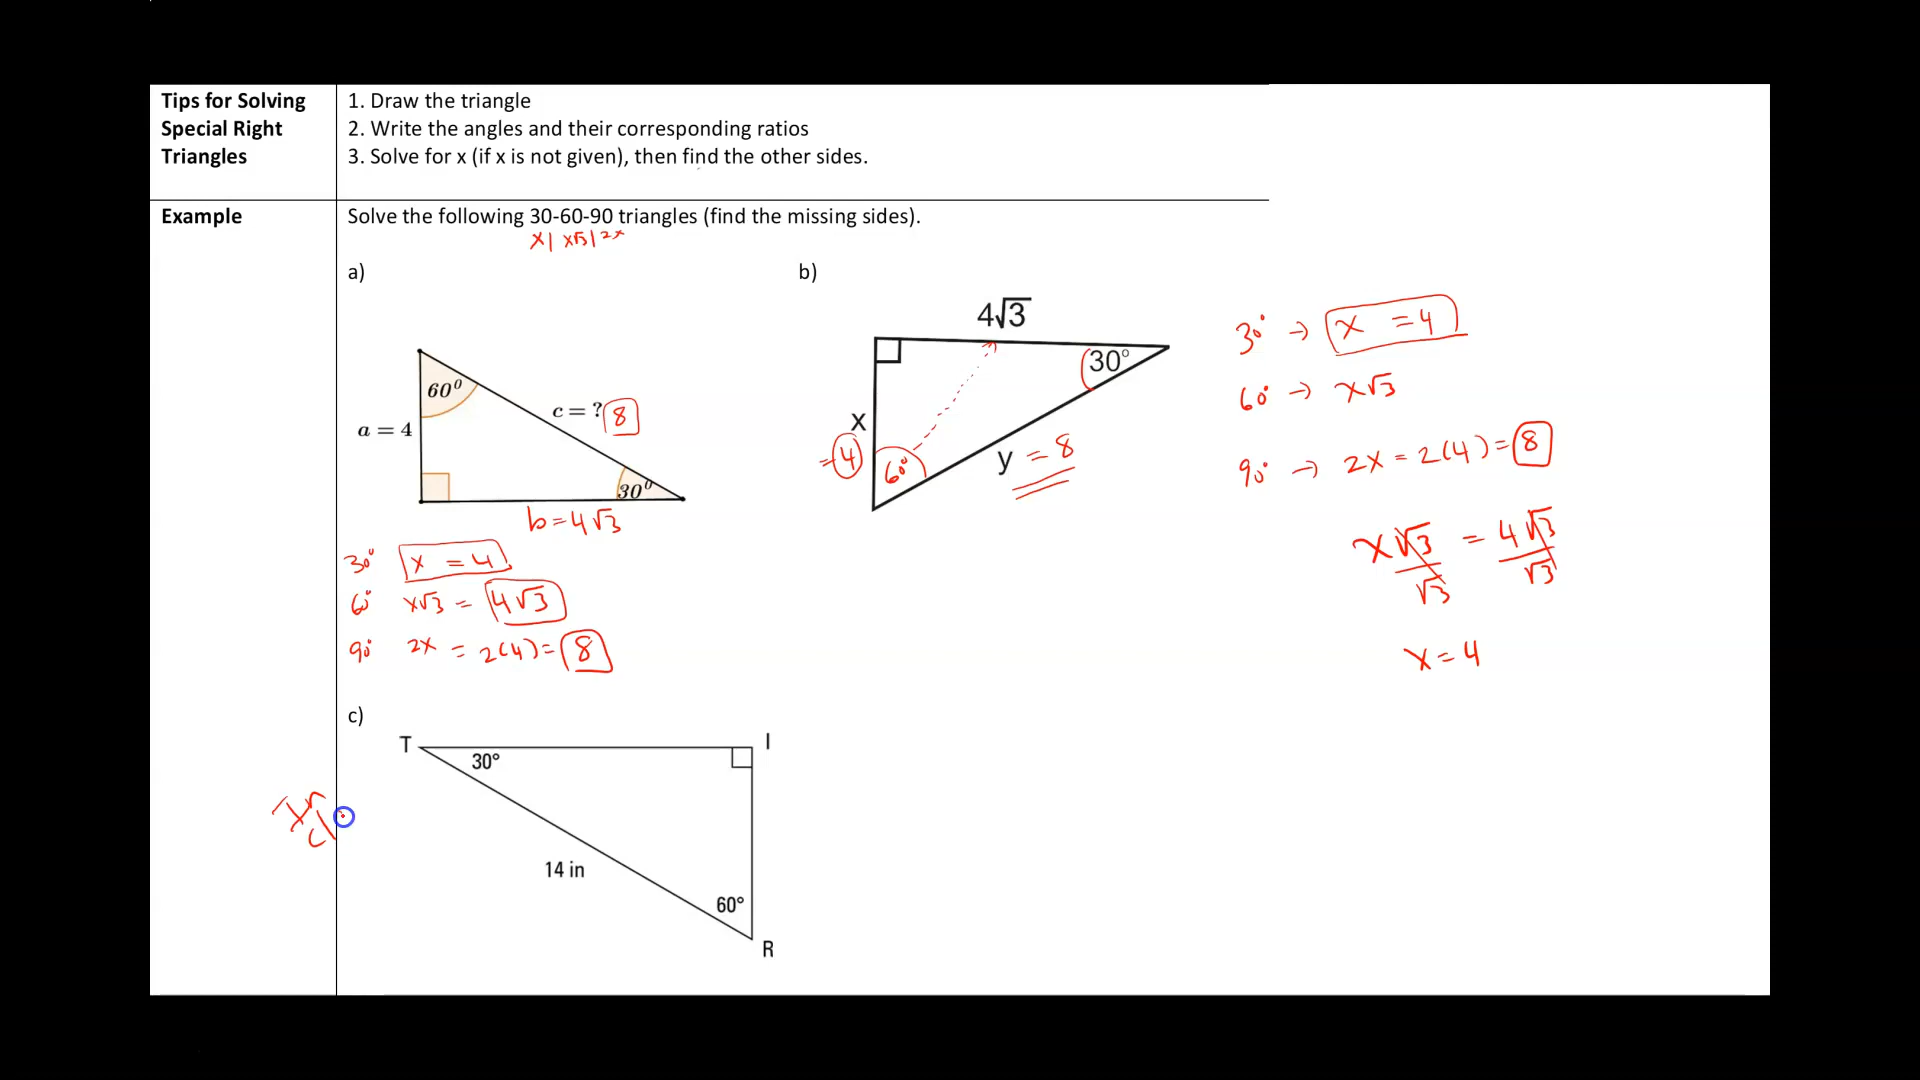 Tips for Solving Special Right Triangles
1. Draw the triangle
2. Write the angles and their corresponding ratios
3. Solve for x (if x is not given), then find the other sides.
Example
Solve the following 30-60-90 triangles (find the missing sides).
x | x√3 | 2x
a)
60⁰
a = 4
c = ? 8
30⁰
b = 4√3
30° x = 4
60° x√3 = 4√3
90° 2x = 2(4) = 8
b)
4√3
30°
x = 4
60°
y = 8
30° → x = 4
60° → x√3
90° → 2x = 2(4) = 8
x√3 = 4√3
√3 √3
x = 4
c)
T
I
30°
14 in
60°
R